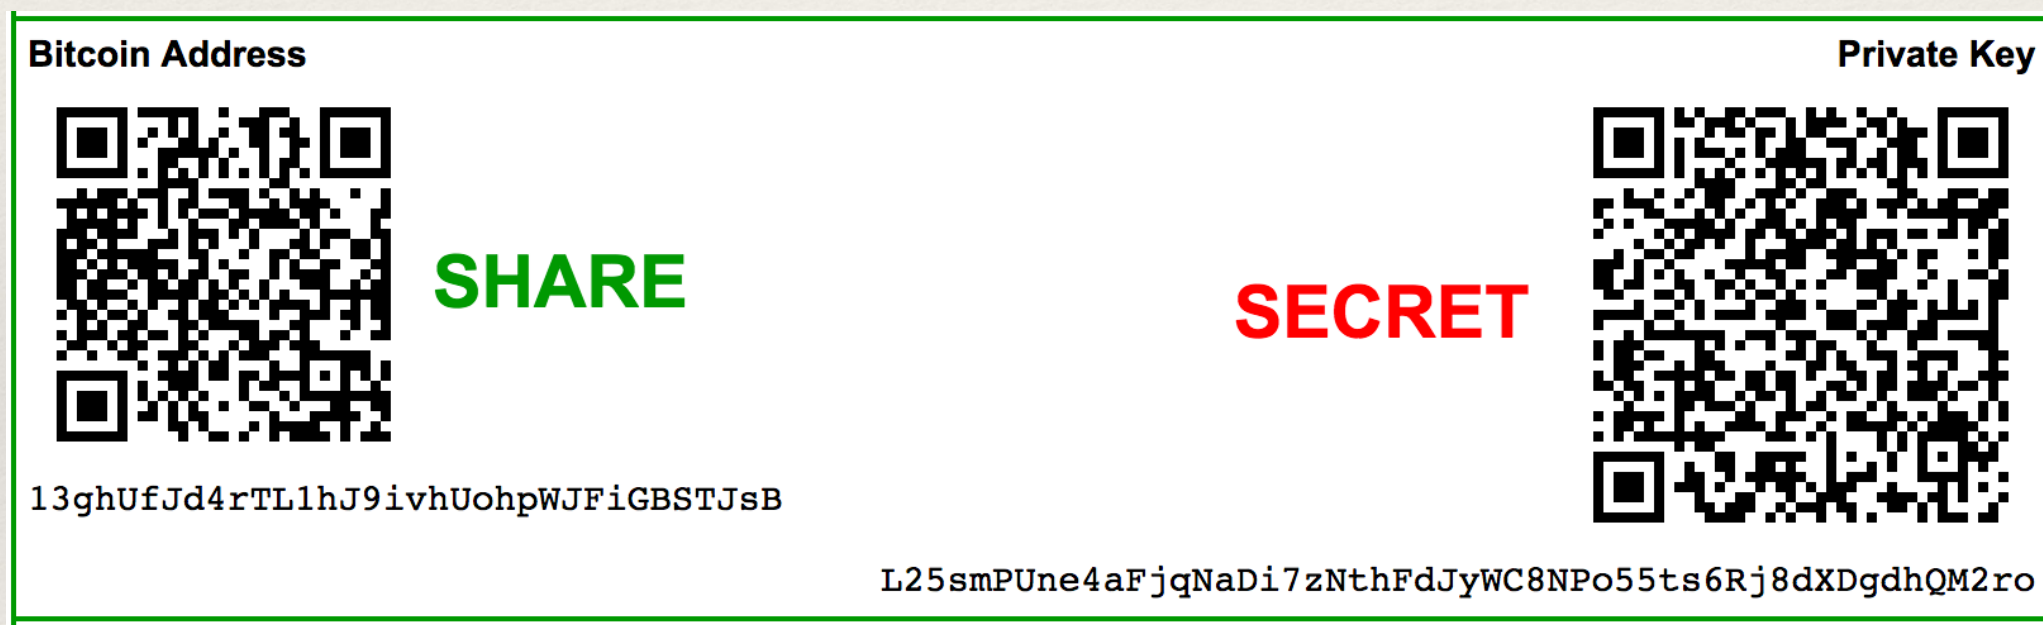 Bitcoin Address
Private Key
SHARE
SECRET
13ghUfJd4rTL1hJ9ivhUohpWJFiGBSTJsB
L25smPUne4aFjqNaDi7zNthFdJyWC8NPo55ts6Rj8dXDgdhQM2ro